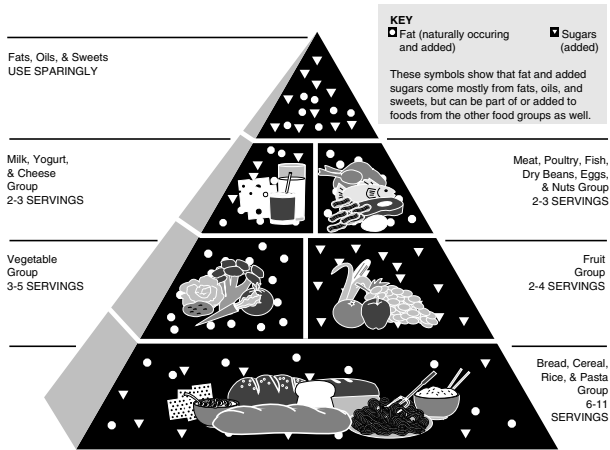 KEY
Fat (naturally occuring
and added)
Sugars
(added)
These symbols show that fat and added
sugars come mostly from fats, oils, and
sweets, but can be part of or added to
foods from the other food groups as well.
Fats, Oils, & Sweets
USE SPARINGLY
Milk, Yogurt,
& Cheese
Group
2-3 SERVINGS
Meat, Poultry, Fish,
Dry Beans, Eggs,
& Nuts Group
2-3 SERVINGS
Vegetable
Group
3-5 SERVINGS
Fruit
Group
2-4 SERVINGS
Bread, Cereal,
Rice, & Pasta
Group
6-11
SERVINGS